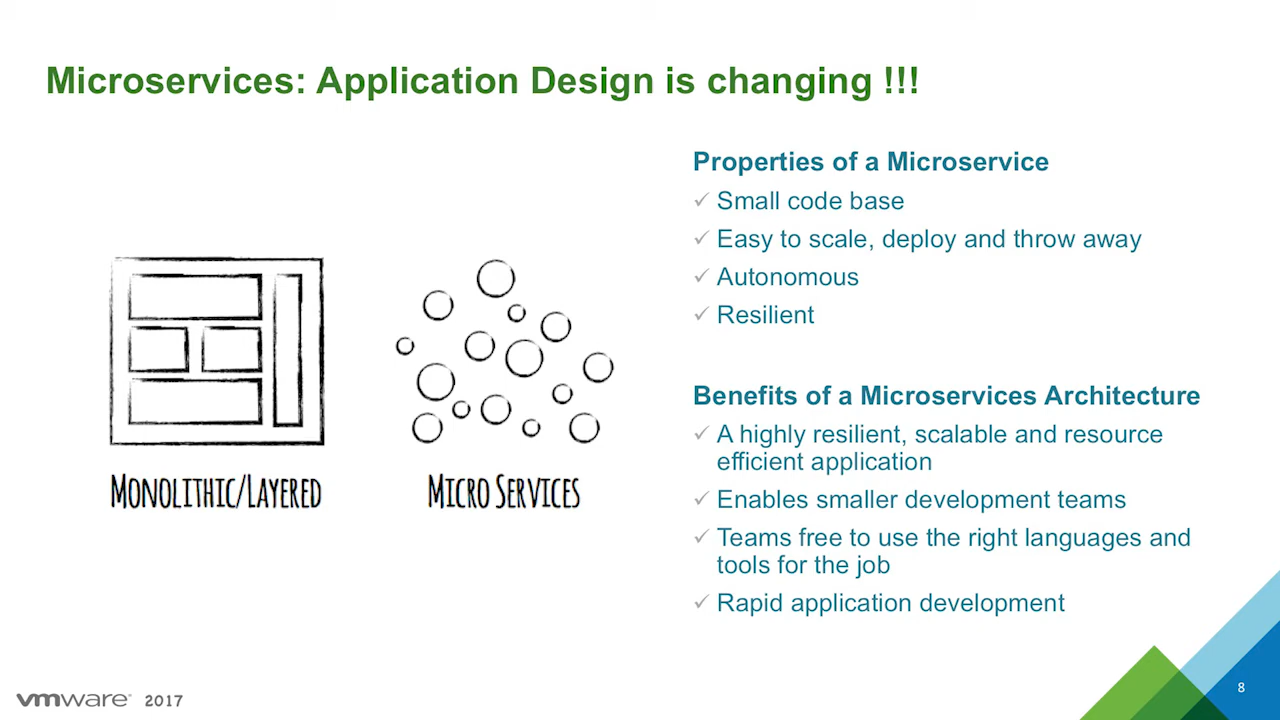 Microservices: Application Design is changing !!!
Properties of a Microservice
Small code base
Easy to scale, deploy and throw away
Autonomous
Resilient
Benefits of a Microservices Architecture
A highly resilient, scalable and resource
efficient application
Enables smaller development teams
Teams free to use the right languages and
tools for the job
Rapid application development
MONOLITHIC/LAYERED
MICRO SERVICES
vmware 2017
8